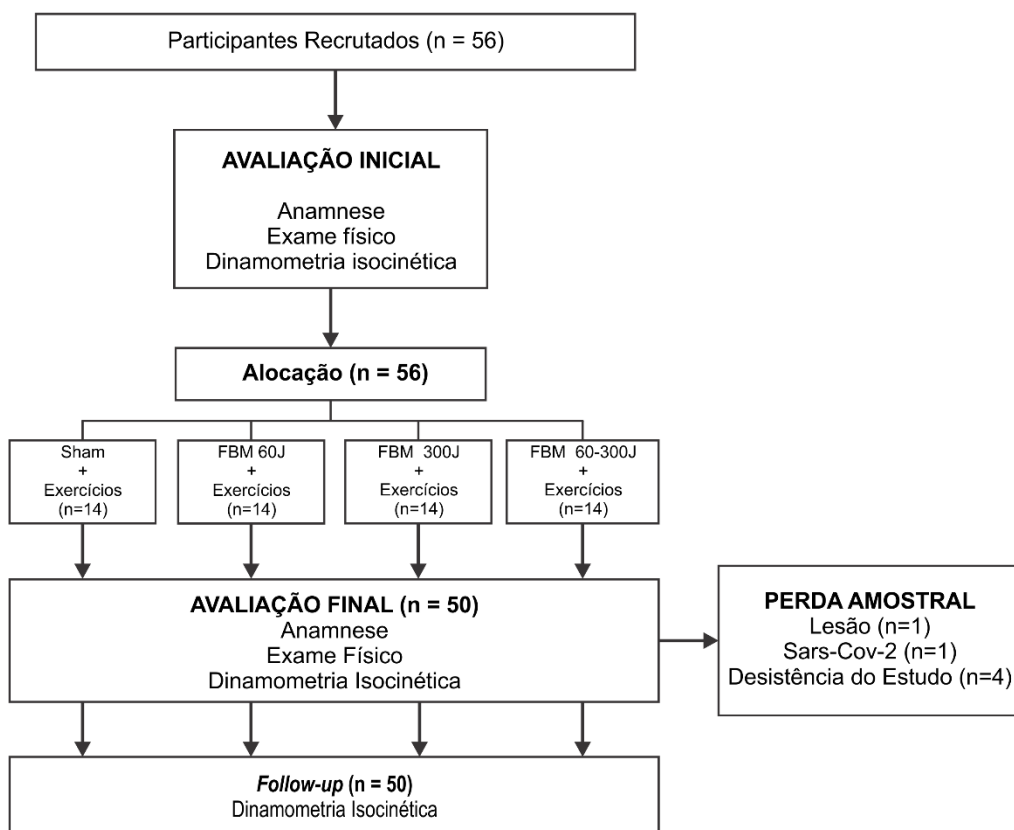 Participantes Recrutados (n = 56)
AVALIAÇÃO INICIAL
Anamnese
Exame físico
Dinamometria isocinética
Alocação (n = 56)
Sham
+
Exercícios
(n=14)
FBM 60J
+
Exercícios
(n=14)
FBM 300J
+
Exercícios
(n=14)
FBM 60-300J
+
Exercícios
(n=14)
AVALIAÇÃO FINAL (n = 50)
Anamnese
Exame Físico
Dinamometria Isocinética
PERDA AMOSTRAL
Lesão (n=1)
Sars-Cov-2 (n=1)
Desistência do Estudo (n=4)
Follow-up (n = 50)
Dinamometria Isocinética